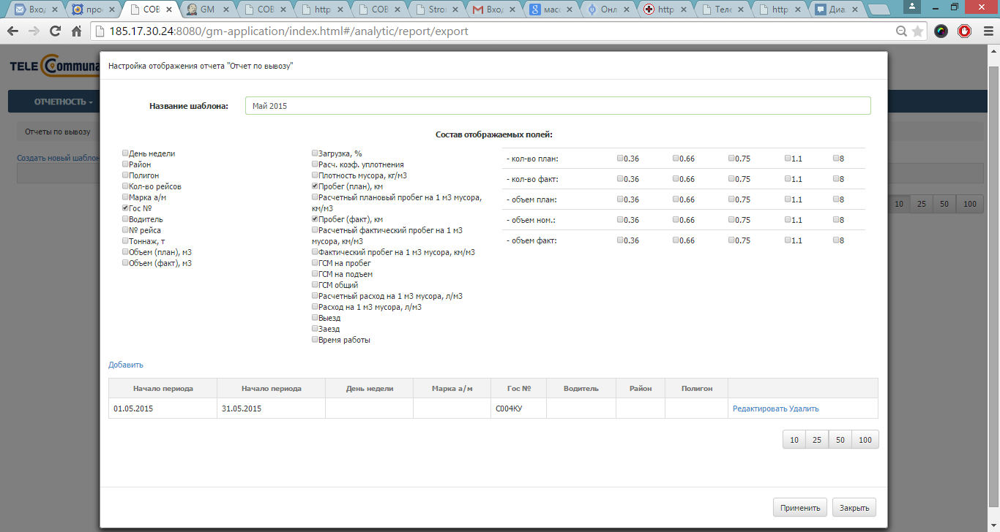 Вход
прое
СОВ
GM
СОВ
http
СОВ
Stro
Вход
масс
Онл
http
Теле
http
Диа
185.17.30.24:8080/gm-application/index.html#/analytic/report/export
TELE Communa
ОТЧЕТНОСТЬ
Отчеты по вывозу
Создать новый шаблон
10 25 50 100
Настройка отображения отчета "Отчет по вывозу"
Название шаблона: Май 2015
Состав отображаемых полей:
День недели
Район
Полигон
Кол-во рейсов
Марка а/м
Гос №
Водитель
№ рейса
Тоннаж, т
Объем (план), м3
Объем (факт), м3
Загрузка, %
Расч. коэф. уплотнения
Плотность мусора, кг/м3
Пробег (план), км
Расчетный плановый пробег на 1 м3 мусора,
км/м3
Пробег (факт), км
Расчетный фактический пробег на 1 м3
мусора, км/м3
Фактический пробег на 1 м3 мусора, км/м3
ГСМ на пробег
ГСМ на подъем
ГСМ общий
Расчетный расход на 1 м3 мусора, л/м3
Расход на 1 м3 мусора, л/м3
Выезд
Заезд
Время работы
- кол-во план: 0.36 0.66 0.75 1.1 8
- кол-во факт: 0.36 0.66 0.75 1.1 8
- объем план: 0.36 0.66 0.75 1.1 8
- объем ном.: 0.36 0.66 0.75 1.1 8
- объем факт: 0.36 0.66 0.75 1.1 8
Добавить
Начало периода Начало периода День недели Марка а/м Гос № Водитель Район Полигон
01.05.2015 31.05.2015 С004КУ Редактировать Удалить
10 25 50 100
Применить Закрыть